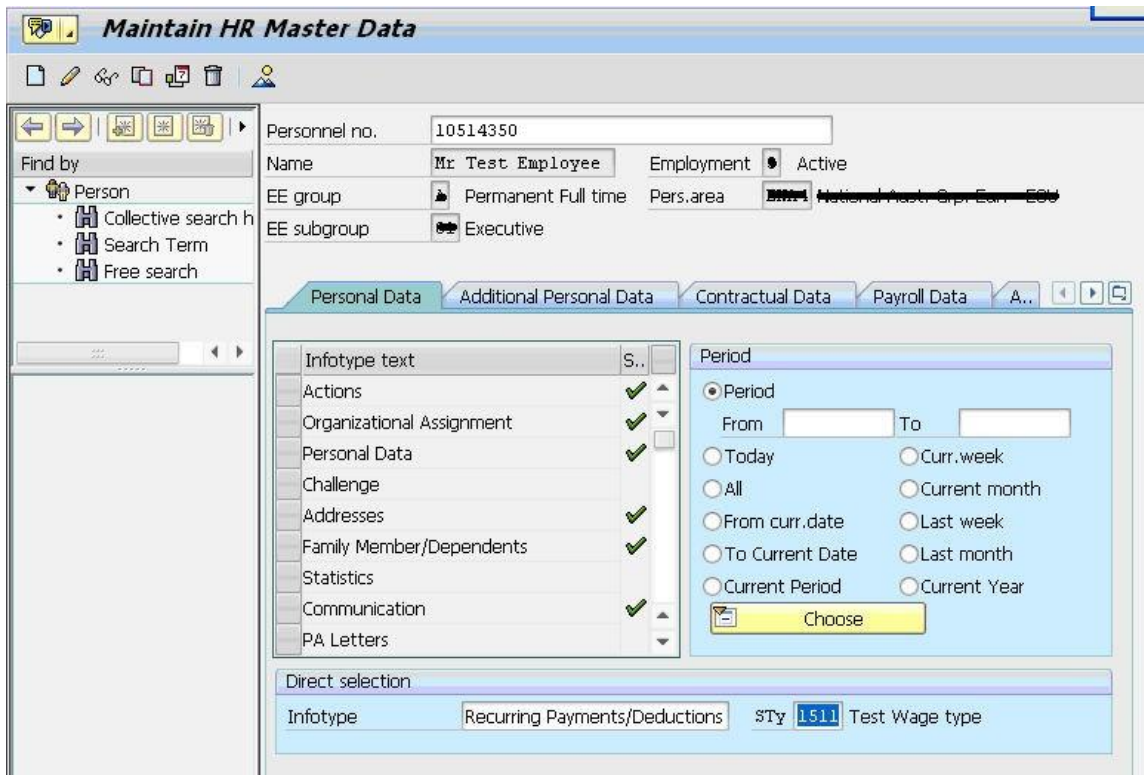 Maintain HR Master Data
Find by
Person
Collective search h
Search Term
Free search
Personnel no. 10514350
Name Mr Test Employee Employment Active
EE group Permanent Full time Pers.area
EE subgroup Executive
Personal Data Additional Personal Data Contractual Data Payroll Data A..
Infotype text S..
Actions
Organizational Assignment
Personal Data
Challenge
Addresses
Family Member/Dependents
Statistics
Communication
PA Letters
Period
Period
From To
Today Curr.week
All Current month
From curr.date Last week
To Current Date Last month
Current Period Current Year
Choose
Direct selection
Infotype Recurring Payments/Deductions STy 1511 Test Wage type